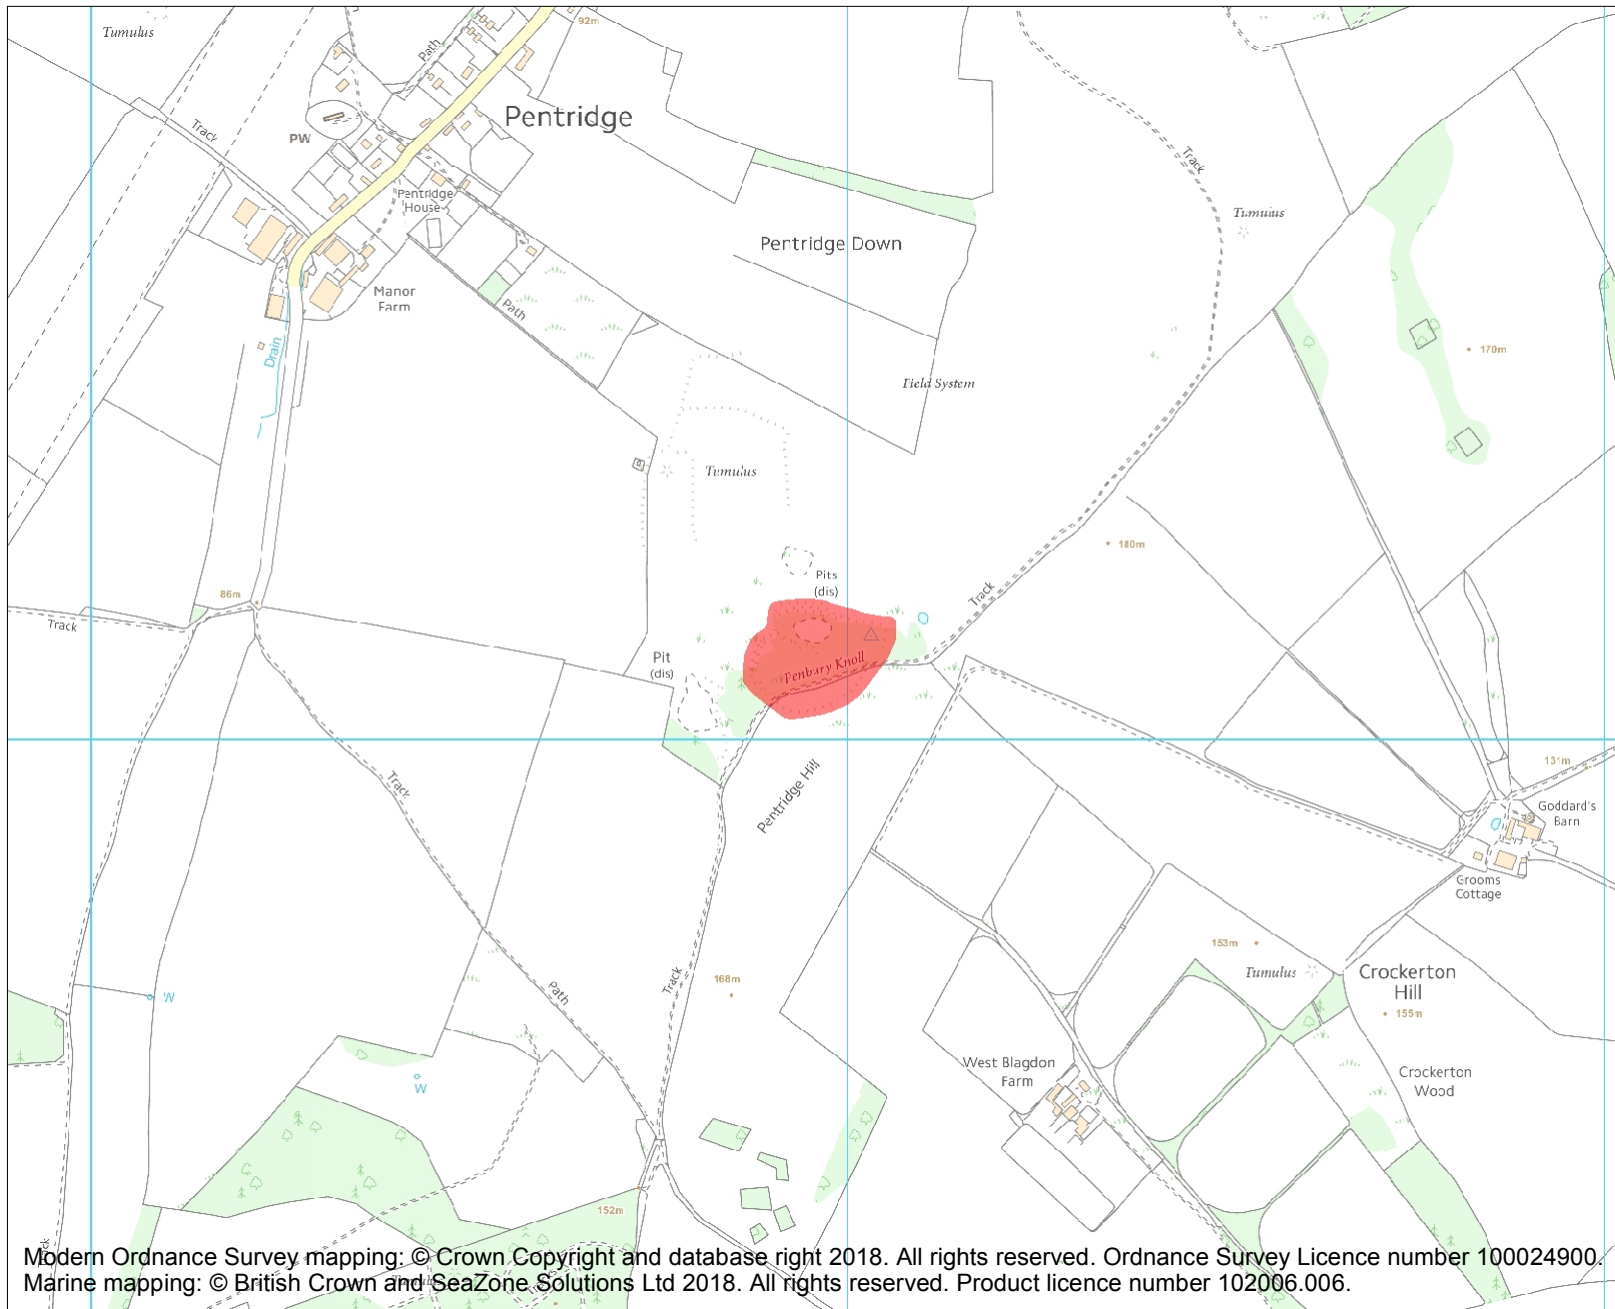 92m
Tumulus
Path
Pentridge
Track
PW
Track
Pentridge
House
Tumulus
Pentridge Down
Manor
Farm
Path
Drain
170m
Field System
Tumulus
180m
Pits
(dis)
86m
Track
Track
Pit
(dis)
Penbury Knoll
131m
Track
Pentridge Hill
Goddard's
Barn
Grooms
Cottage
153m
Tumulus
Crockerton
Hill
168m
Track
Path
W
155m
West Blagdon
Farm
Crockerton
Wood
W
152m
Track
Modern Ordnance Survey mapping: © Crown Copyright and database right 2018. All rights reserved. Ordnance Survey Licence number 100024900.
Marine mapping: © British Crown and SeaZone Solutions Ltd 2018. All rights reserved. Product licence number 102006.006.